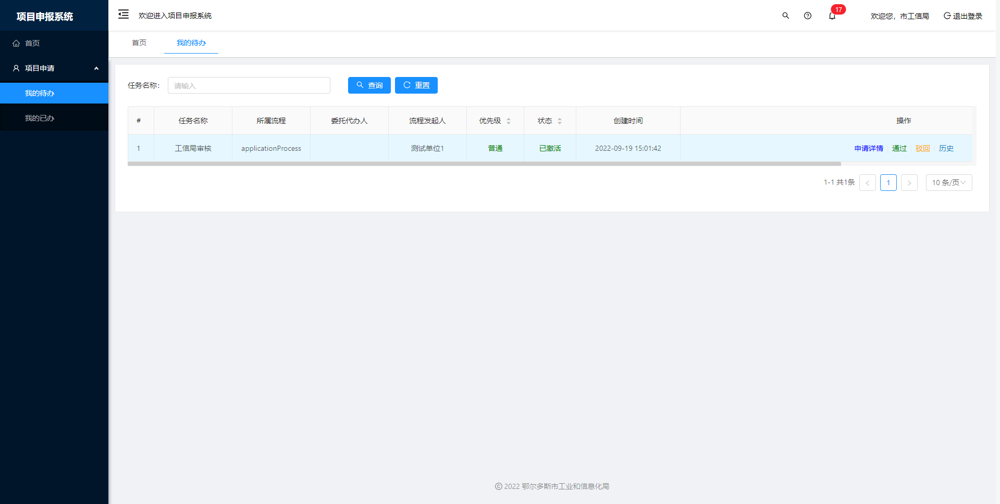 项目申报系统
欢迎进入项目申报系统
17
欢迎您，市工信局
退出登录
首页
项目申请
我的待办
我的已办
首页
我的待办
任务名称：
请输入
查询
重置
# 任务名称 所属流程 委托代办人 流程发起人 优先级 状态 创建时间 操作
1 工信局审核 applicationProcess 测试单位1 普通 已激活 2022-09-19 15:01:42 申请详情 通过 驳回 历史
1-1 共1条 < 1 > 10 条/页
© 2022 鄂尔多斯市工业和信息化局